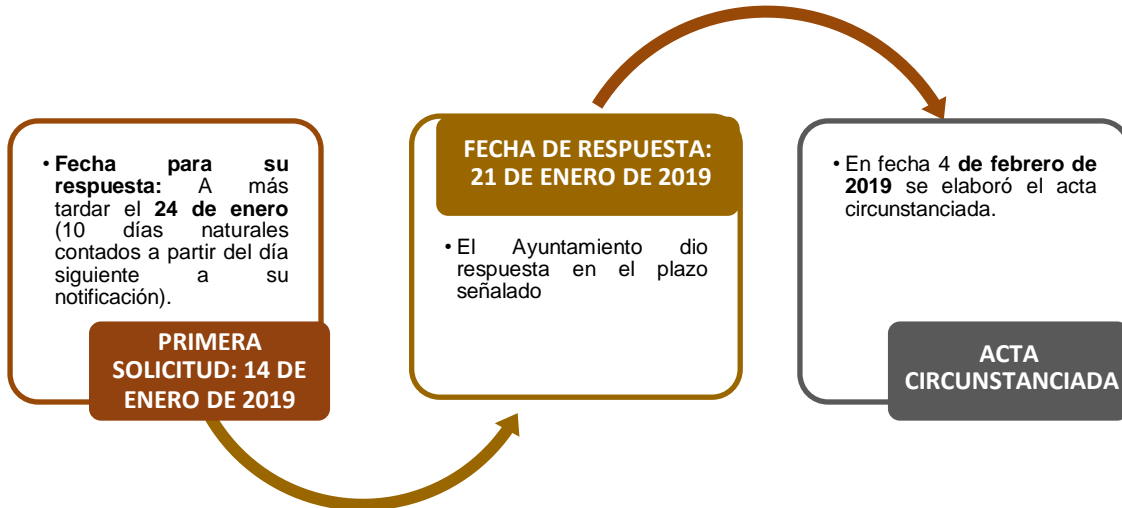 • Fecha para su
respuesta: A más
tardar el 24 de enero
(10 días naturales
contados a partir del día
siguiente a su
notificación).
PRIMERA
SOLICITUD: 14 DE
ENERO DE 2019
FECHA DE RESPUESTA:
21 DE ENERO DE 2019
• El Ayuntamiento dio
respuesta en el plazo
señalado
• En fecha 4 de febrero de
2019 se elaboró el acta
circunstanciada.
ACTA
CIRCUNSTANCIADA